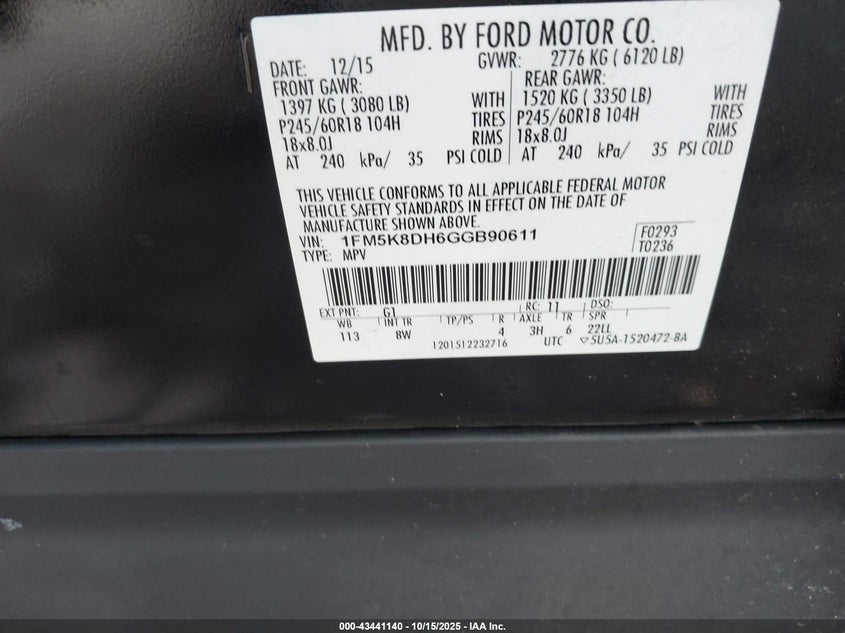 MFD. BY FORD MOTOR CO.
DATE: 12/15 GVWR: 2776 KG ( 6120 LB)
FRONT GAWR: REAR GAWR:
1397 KG ( 3080 LB) WITH 1520 KG ( 3350 LB) WITH
P245/60R18 104H TIRES P245/60R18 104H TIRES
18x8.0J RIMS 18x8.0J RIMS
AT 240 kPa/ 35 PSI COLD AT 240 kPa/ 35 PSI COLD
THIS VEHICLE CONFORMS TO ALL APPLICABLE FEDERAL MOTOR
VEHICLE SAFETY STANDARDS IN EFFECT ON THE DATE OF
MANUFACTURE SHOWN ABOVE.
VIN: 1FM5K8DH6GGB90611 F0293
TYPE: MPV T0236
EXT PNT: G1 RC: 11 DSO:
WB INT TR TP/PS R AXLE TR SPR
113 8W 4 3H 6 22LL
1201512232716 UTC ▽5U5A-1520472-BA
000-43441140 - 10/15/2025 - IAA Inc.